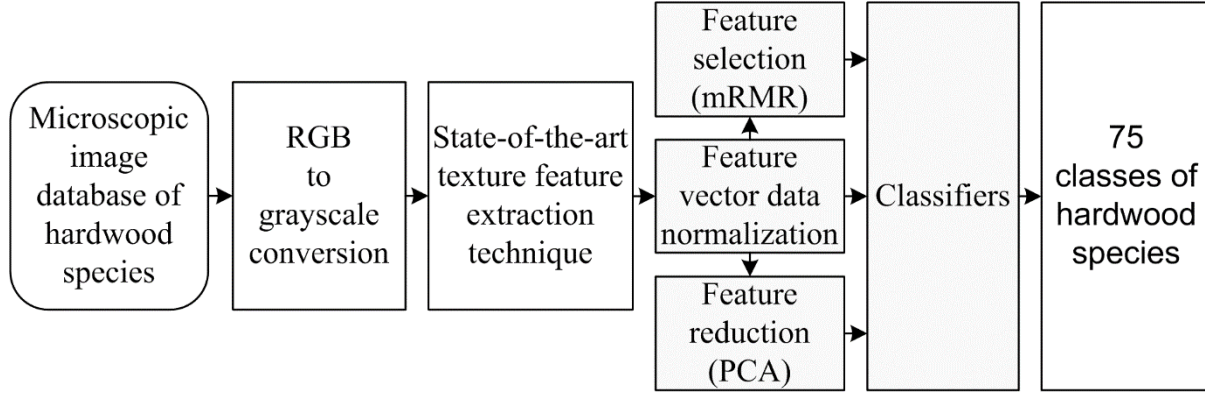 Microscopic
image
database of
hardwood
species
RGB
to
grayscale
conversion
State-of-the-art
texture feature
extraction
technique
Feature
selection
(mRMR)
Feature
vector data
normalization
Feature
reduction
(PCA)
Classifiers
75
classes of
hardwood
species